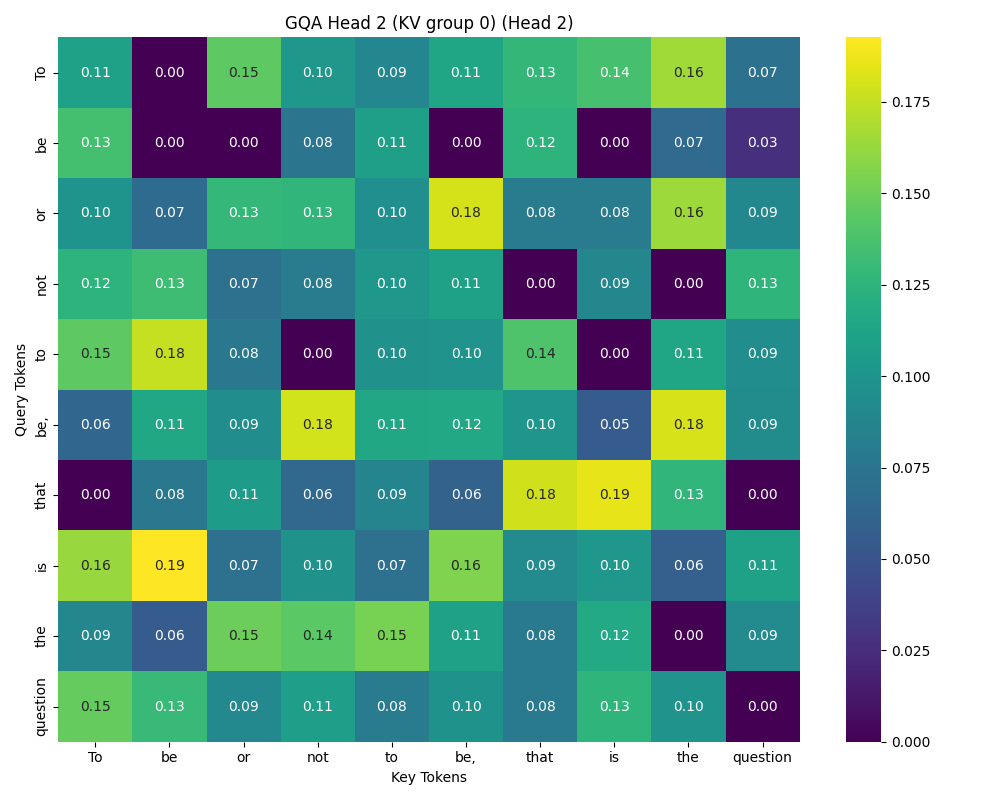 GQA Head 2 (KV group 0) (Head 2)
To 0.11 0.00 0.15 0.10 0.09 0.11 0.13 0.14 0.16 0.07
be 0.13 0.00 0.00 0.08 0.11 0.00 0.12 0.00 0.07 0.03
or 0.10 0.07 0.13 0.13 0.10 0.18 0.08 0.08 0.16 0.09
not 0.12 0.13 0.07 0.08 0.10 0.11 0.00 0.09 0.00 0.13
to 0.15 0.18 0.08 0.00 0.10 0.10 0.14 0.00 0.11 0.09
be, 0.06 0.11 0.09 0.18 0.11 0.12 0.10 0.05 0.18 0.09
that 0.00 0.08 0.11 0.06 0.09 0.06 0.18 0.19 0.13 0.00
is 0.16 0.19 0.07 0.10 0.07 0.16 0.09 0.10 0.06 0.11
the 0.09 0.06 0.15 0.14 0.15 0.11 0.08 0.12 0.00 0.09
question 0.15 0.13 0.09 0.11 0.08 0.10 0.08 0.13 0.10 0.00
To be or not to be, that is the question
Key Tokens
Query Tokens
0.175
0.150
0.125
0.100
0.075
0.050
0.025
0.000